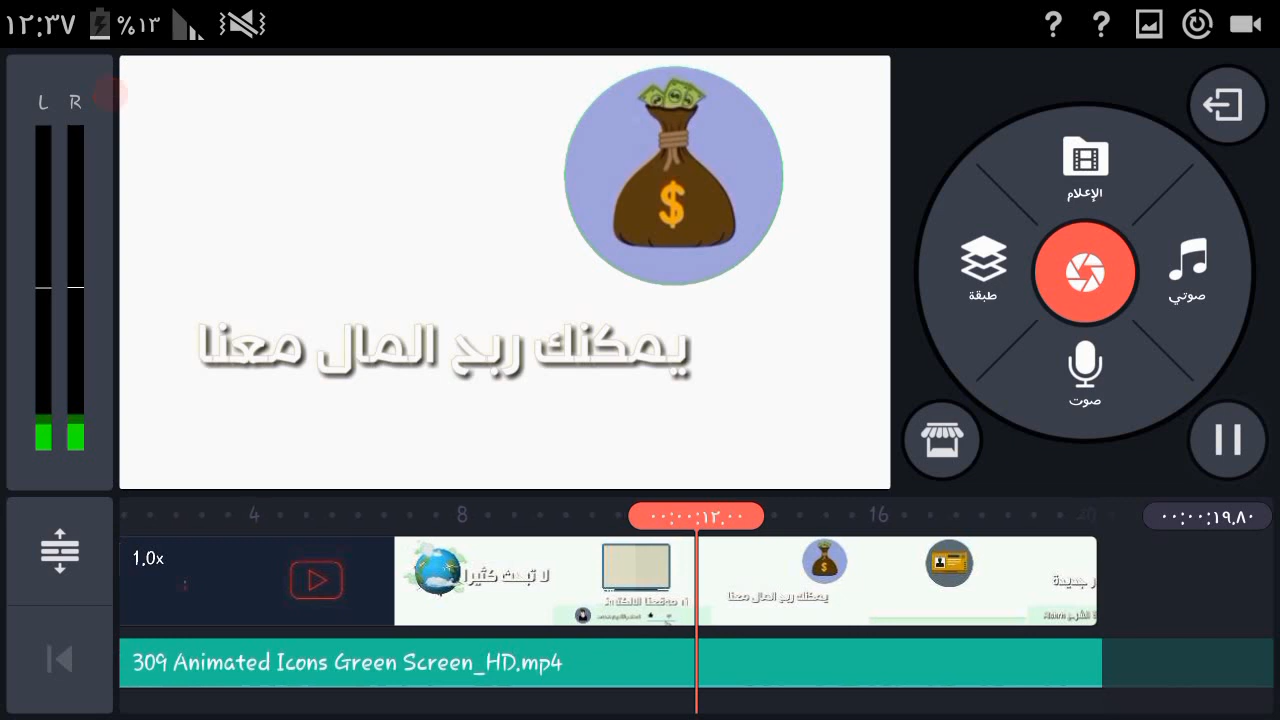 ١٢:٣٧
%١٣
L R
$
الإعلام
طبقة
صوتي
صوت
يمكنك ربح المال معنا
4 8 16 20
٠٠:٠٠:١٢.٠٠
٠٠:٠٠:١٩.٨٠
1.0x
لا تبحث كثيرا
يمكنك ربح المال معنا
ر جديدة
309 Animated Icons Green Screen_HD.mp4